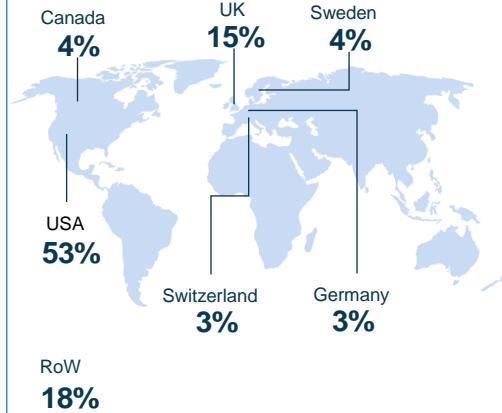 Canada
4%
UK
15%
Sweden
4%
USA
53%
Switzerland
3%
Germany
3%
RoW
18%